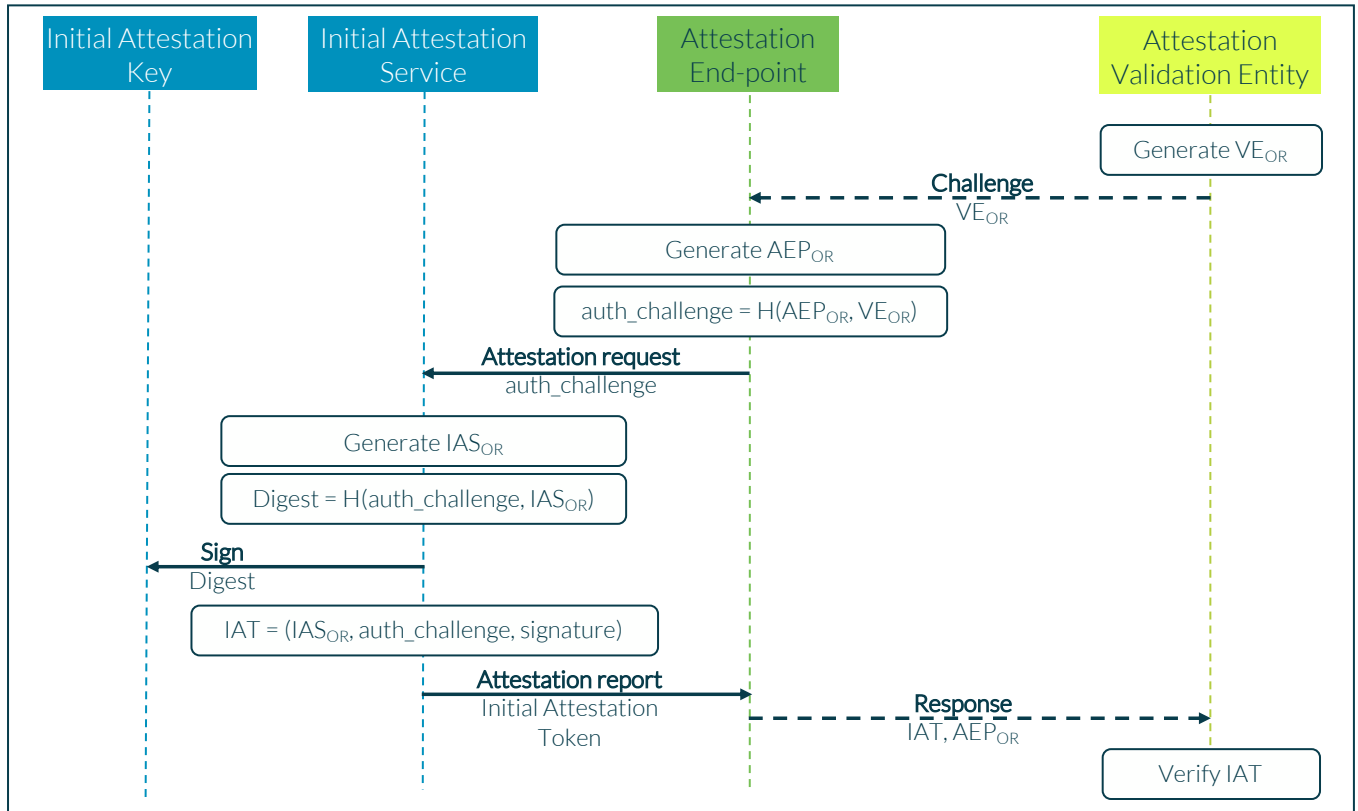 Initial Attestation
Key
Initial Attestation
Service
Attestation
End-point
Attestation
Validation Entity
Generate VEOR
Challenge
VEOR
Generate AEPOR
auth_challenge = H(AEPOR, VEOR)
Attestation request
auth_challenge
Generate IASOR
Digest = H(auth_challenge, IASOR)
Sign
Digest
IAT = (IASOR, auth_challenge, signature)
Attestation report
Initial Attestation
Token
Response
IAT, AEPOR
Verify IAT